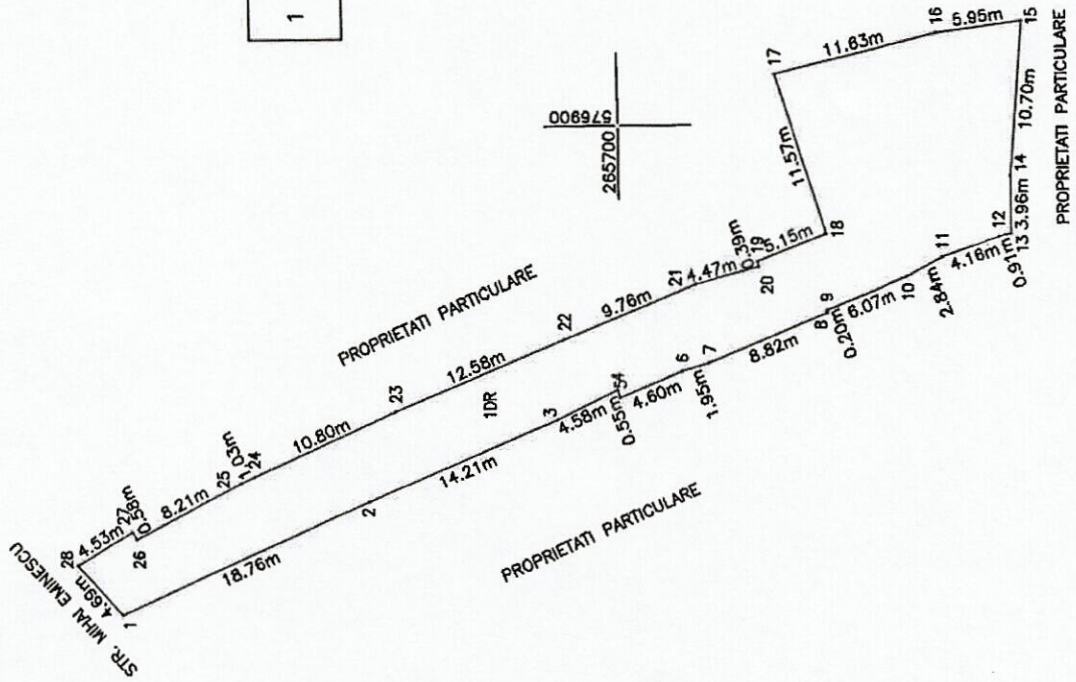 1
STR. MIHAI EMINESCU
28
4.69m
4.53m
27
0.58m
26
1
8.21m
25
1.03m
24
18.76m
2
10.80m
23
PROPRIETATI PARTICULARE
12.58m
1DR
14.21m
3
22
9.76m
4.58m
54
0.55m
4.60m
6
7
1.95m
21
4.47m
0.39m
19
20
5.15m
18
8.82m
8
9
0.20m
6.07m
10
2.84m
11
4.16m
12
0.91m
13
3.96m
14
10.70m
15
5.95m
16
11.63m
17
11.57m
576900
265700
PROPRIETATI PARTICULARE
PROPRIETATI PARTICULARE